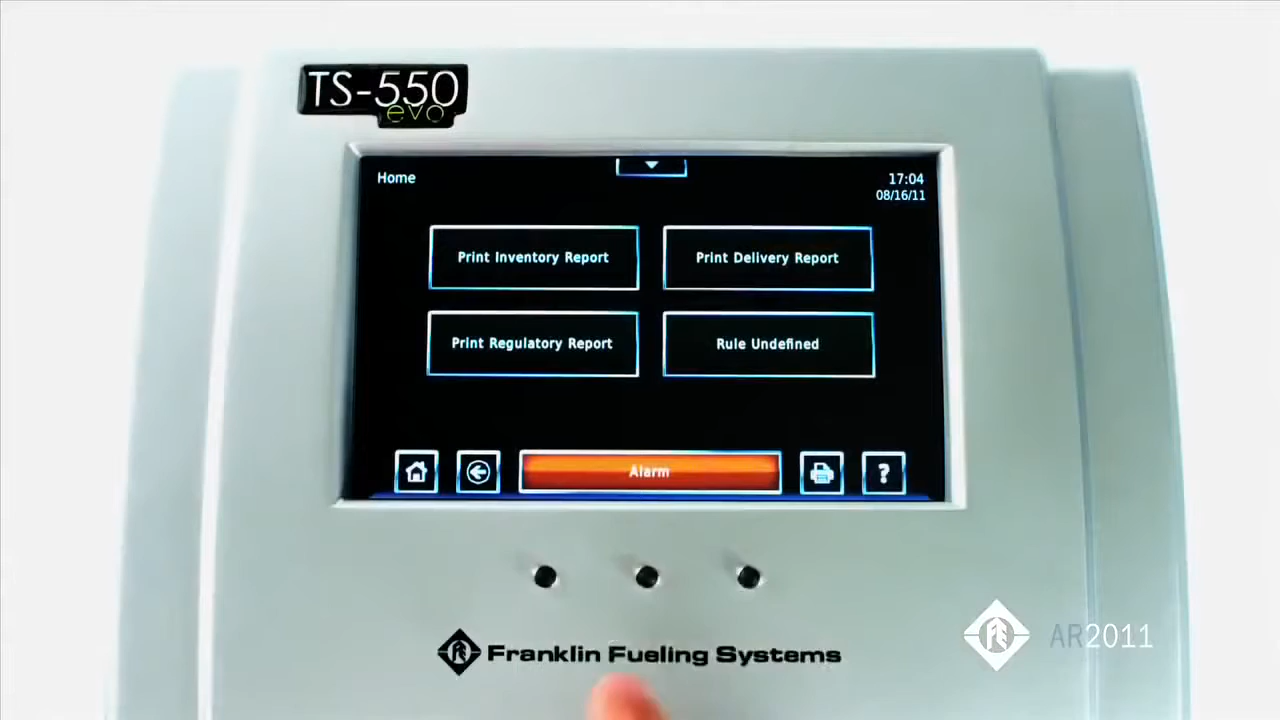 TS-550
evo
Home
17:04
08/16/11
Print Inventory Report
Print Delivery Report
Print Regulatory Report
Rule Undefined
Alarm
?
Franklin Fueling Systems
AR2011